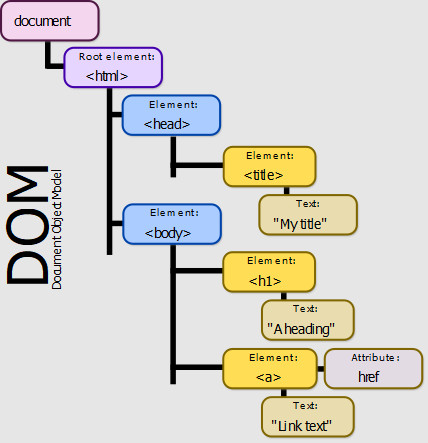 document
Root element:
<html>
Element:
<head>
Element:
<title>
Text:
"My title"
Element:
<body>
Element:
<h1>
Text:
"A heading"
Element:
<a>
Attribute:
href
Text:
"Link text"
DOM
Document Object Model